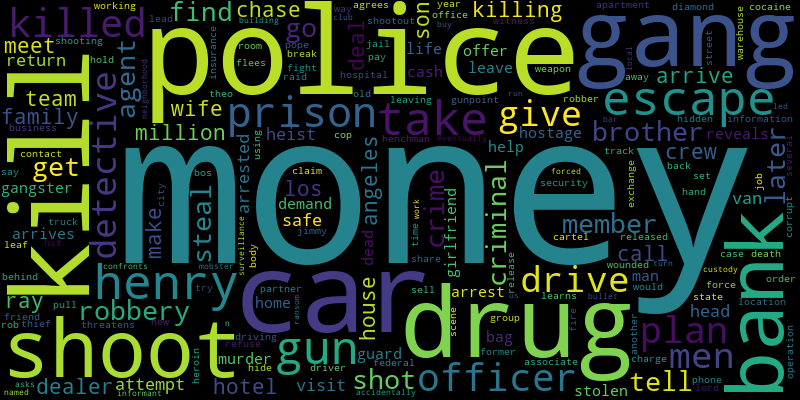 working
killed
lead
find
chase
building
flees
room
police
insurance
pope
break
fight
raid
son
go
killing
agrees
shootout
jail
pay
deal
way
club
year
office
buy
witness
apartment
diamond
street
local
warehouse
cocaine
gang
meet
shooting
return
hold
team
family
business
agent
neighborhood
detective
theo
hospital
life
offer
cash
leave
weapon
arrive
away
escape
old
leaving
gunpoint
run
robber
bar
hidden
information
led
wife
prison
take
give
hostage
brother
reveals
million
heist
cop
henchman
eventually
help
crew
track
back
set
hand
job
later
several
corrupt
say
contact
get
gangster
kill
arrives
truck
city
make
steal
bos
arrested
using
claim
los
demand
safe
jimmy
angeles
dead
money
crime
time
work
girlfriend
criminal
forced
security
exchange
member
call
van
leaf
hit
behind
confronts
mobster
surveillance
body
share
release
cartel
released
turn
wounded
man
would
case
death
custody
force
state
order
location
operation
bank
henry
try
partner
home
ransom
car
house
sell
arrest
drive
learns
bullet
ray
pull
friend
rob
thief
threatens
robbery
new
n
driving
refuse
hide
driver
scene
group
drug
bag
former
fire
another
plan
head
charge
men
phone
lord
shoot
heroin
murder
gun
guard
federal
shot
officer
associate
stolen
tell
asks
named
dealer
attempt
informant
hotel
visit
accidentally